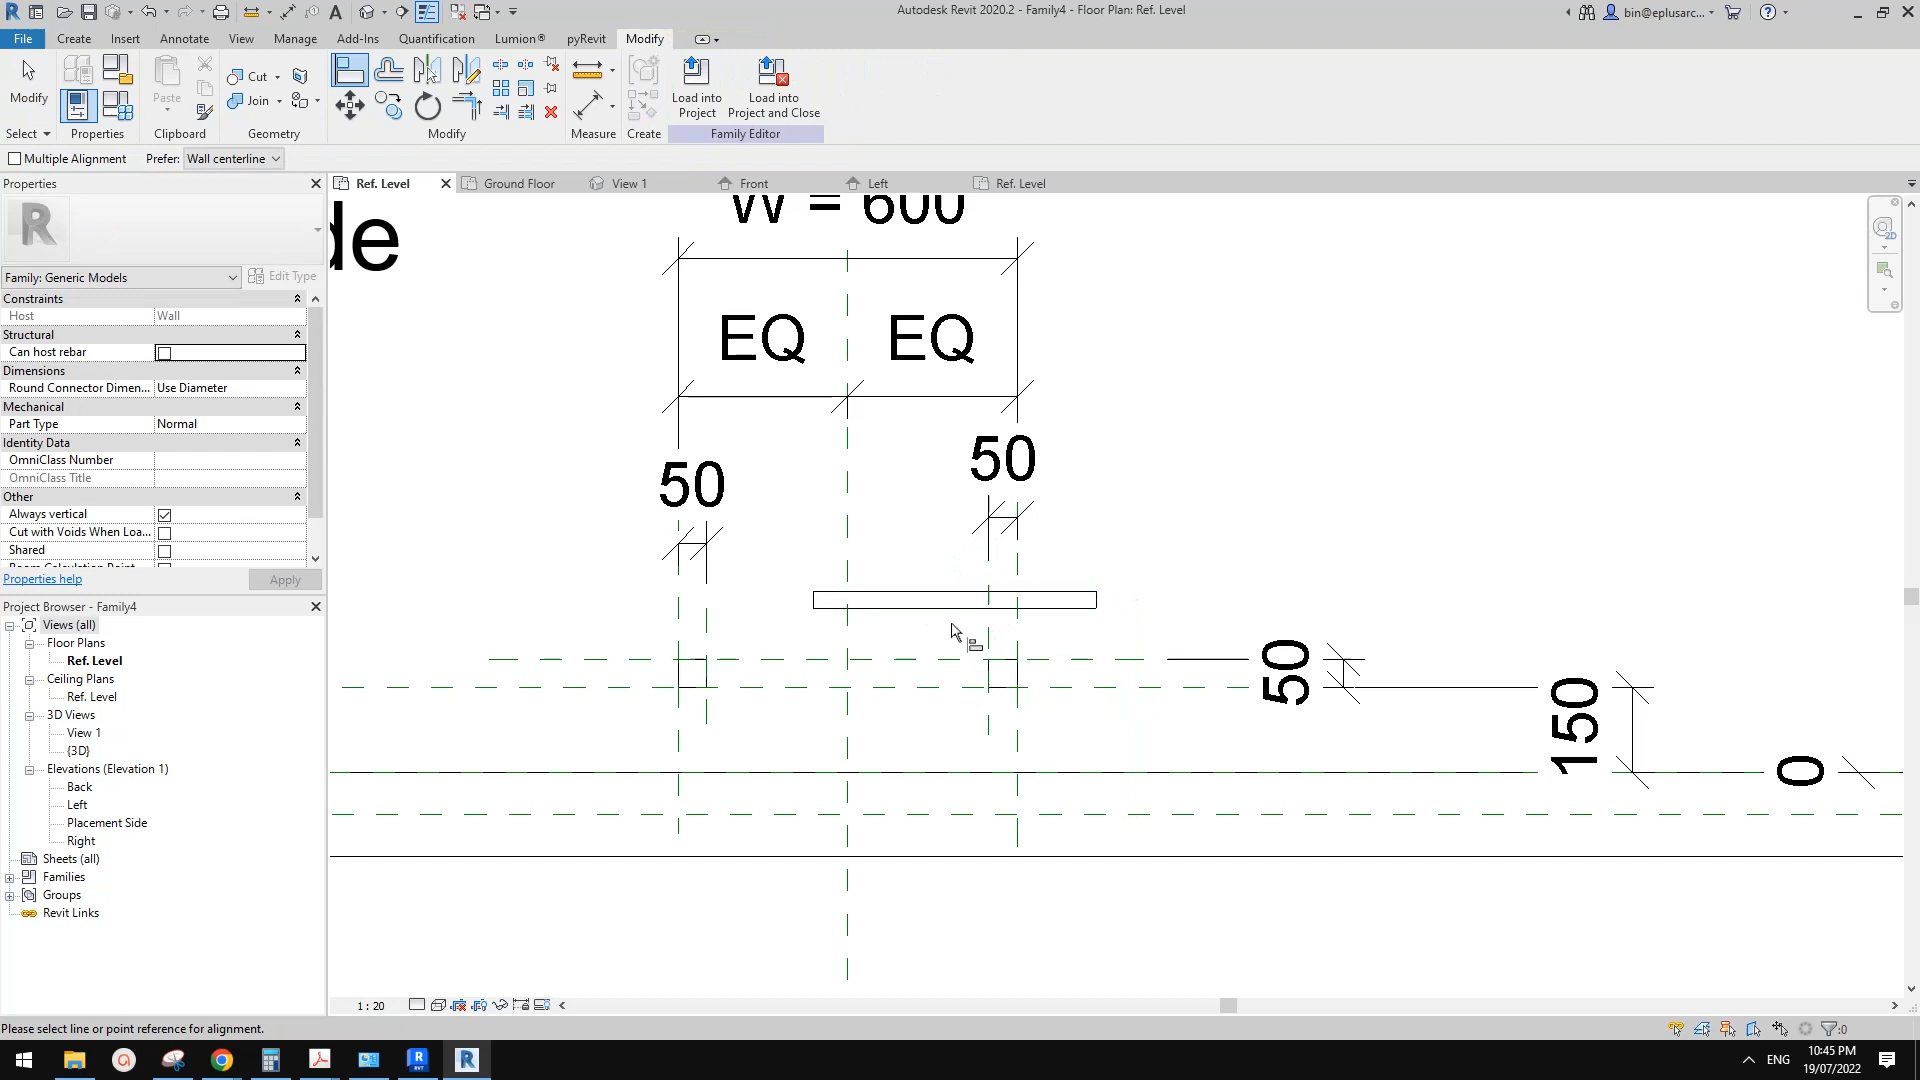 Autodesk Revit 2020.2 - Family4 - Floor Plan: Ref. Level
bin@eplusarc...
File Create Insert Annotate View Manage Add-Ins Quantification Lumion® pyRevit Modify
Modify Paste Cut Join Load into Project Load into Project and Close
Select Properties Clipboard Geometry Modify Measure Create Family Editor
Multiple Alignment Prefer: Wall centerline
Properties
Ref. Level Ground Floor View 1 Front Left Ref. Level
Family: Generic Models Edit Type
Constraints
Host Wall
Structural
Can host rebar
Dimensions
Round Connector Dimen... Use Diameter
Mechanical
Part Type Normal
Identity Data
OmniClass Number
OmniClass Title
Other
Always vertical
Cut with Voids When Loa...
Shared
Properties help Apply
Project Browser - Family4
Views (all)
Floor Plans
Ref. Level
Ceiling Plans
Ref. Level
3D Views
View 1
{3D}
Elevations (Elevation 1)
Back
Left
Placement Side
Right
Sheets (all)
Families
Groups
Revit Links
de
W = 600
EQ EQ
50
50
50
150
0
1 : 20
Please select line or point reference for alignment.
:0
ENG
10:45 PM
19/07/2022